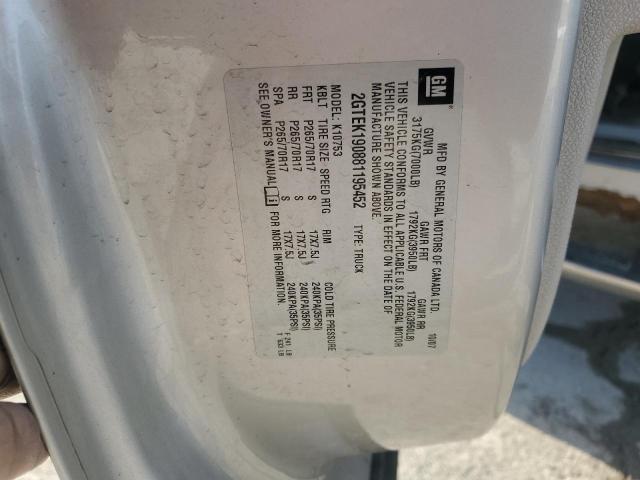 GM
MFD BY GENERAL MOTORS OF CANADA LTD.
10/07
GVWR GAWR FRT GAWR RR
3175KG(7000LB) 1792KG(3950LB) 1792KG(3950LB)
THIS VEHICLE CONFORMS TO ALL APPLICABLE U.S. FEDERAL MOTOR
VEHICLE SAFETY STANDARDS IN EFFECT ON THE DATE OF
MANUFACTURE SHOWN ABOVE.
2GTEK190881195452 TYPE: TRUCK
MODEL: K10753
KBLT TIRE SIZE SPEED RTG RIM COLD TIRE PRESSURE
FRT P265/70R17 S 17X7.5J 240KPA(35PSI)
RR P265/70R17 S 17X7.5J 240KPA(35PSI)
SPA P265/70R17 S 17X7.5J 240KPA(35PSI)
SEE OWNER'S MANUAL i FOR MORE INFORMATION.